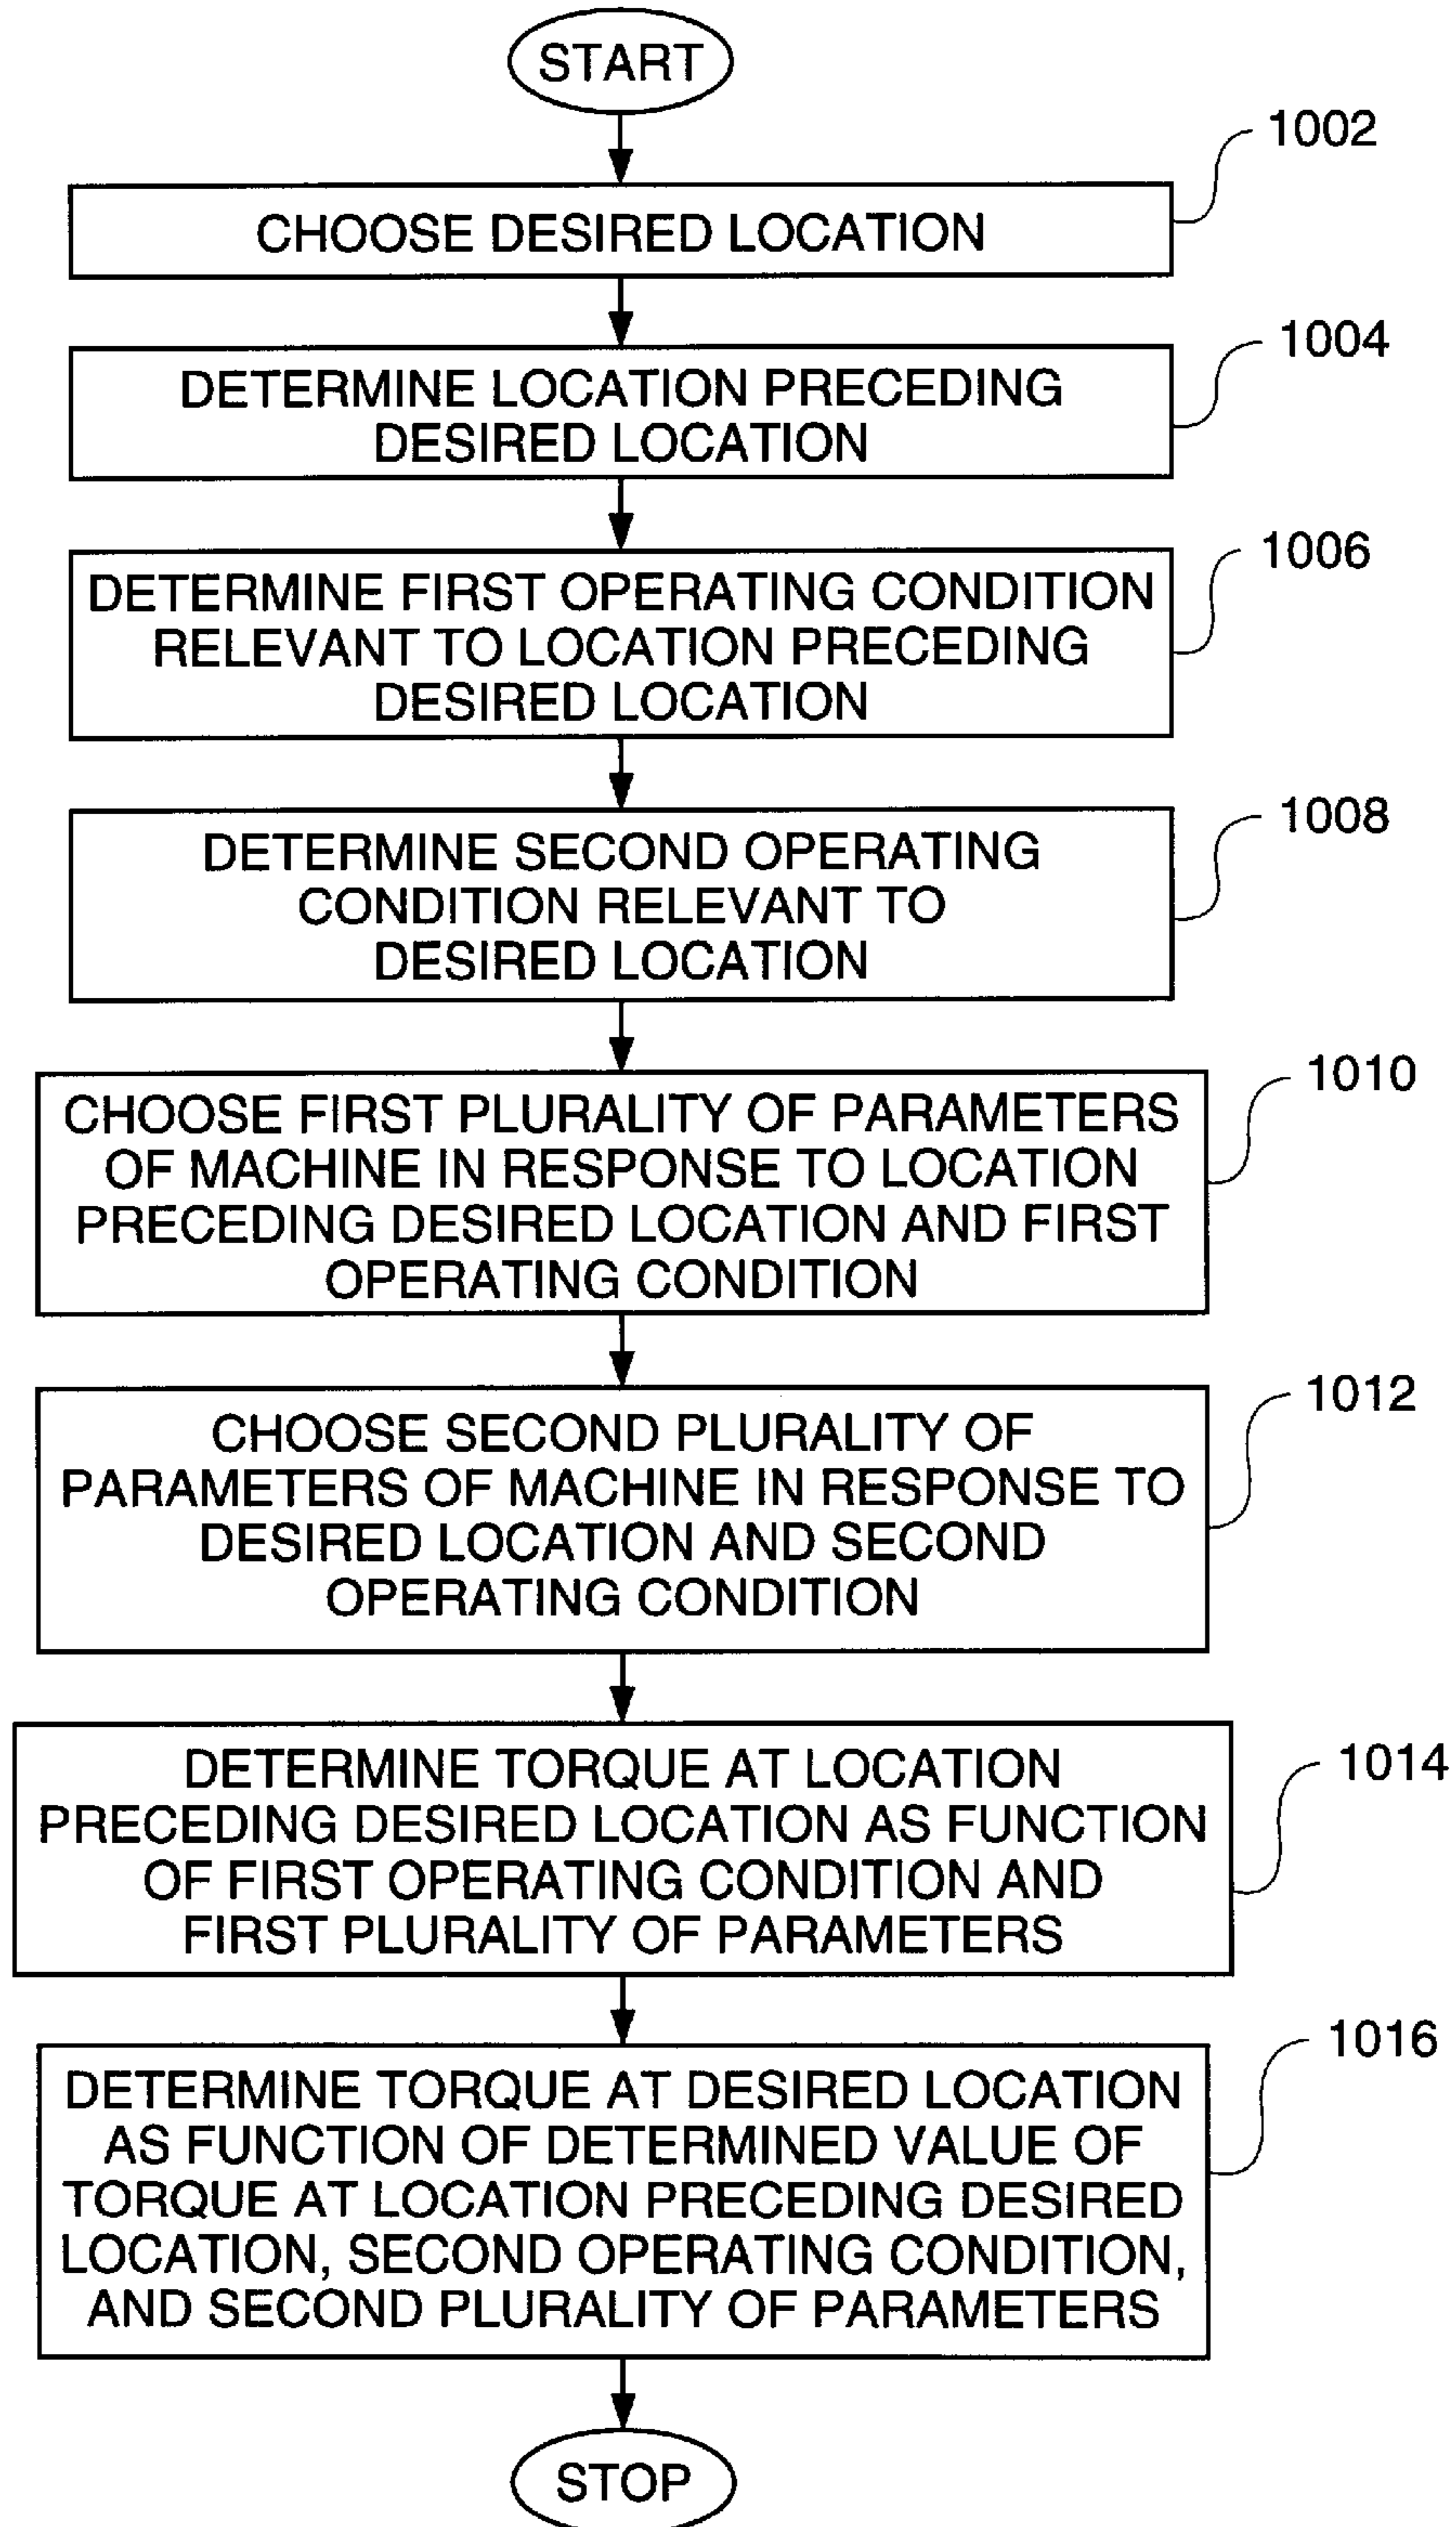 START
1002
CHOOSE DESIRED LOCATION
1004
DETERMINE LOCATION PRECEDING
DESIRED LOCATION
1006
DETERMINE FIRST OPERATING CONDITION
RELEVANT TO LOCATION PRECEDING
DESIRED LOCATION
1008
DETERMINE SECOND OPERATING
CONDITION RELEVANT TO
DESIRED LOCATION
1010
CHOOSE FIRST PLURALITY OF PARAMETERS
OF MACHINE IN RESPONSE TO LOCATION
PRECEDING DESIRED LOCATION AND FIRST
OPERATING CONDITION
1012
CHOOSE SECOND PLURALITY OF
PARAMETERS OF MACHINE IN RESPONSE TO
DESIRED LOCATION AND SECOND
OPERATING CONDITION
1014
DETERMINE TORQUE AT LOCATION
PRECEDING DESIRED LOCATION AS FUNCTION
OF FIRST OPERATING CONDITION AND
FIRST PLURALITY OF PARAMETERS
1016
DETERMINE TORQUE AT DESIRED LOCATION
AS FUNCTION OF DETERMINED VALUE OF
TORQUE AT LOCATION PRECEDING DESIRED
LOCATION, SECOND OPERATING CONDITION,
AND SECOND PLURALITY OF PARAMETERS
STOP